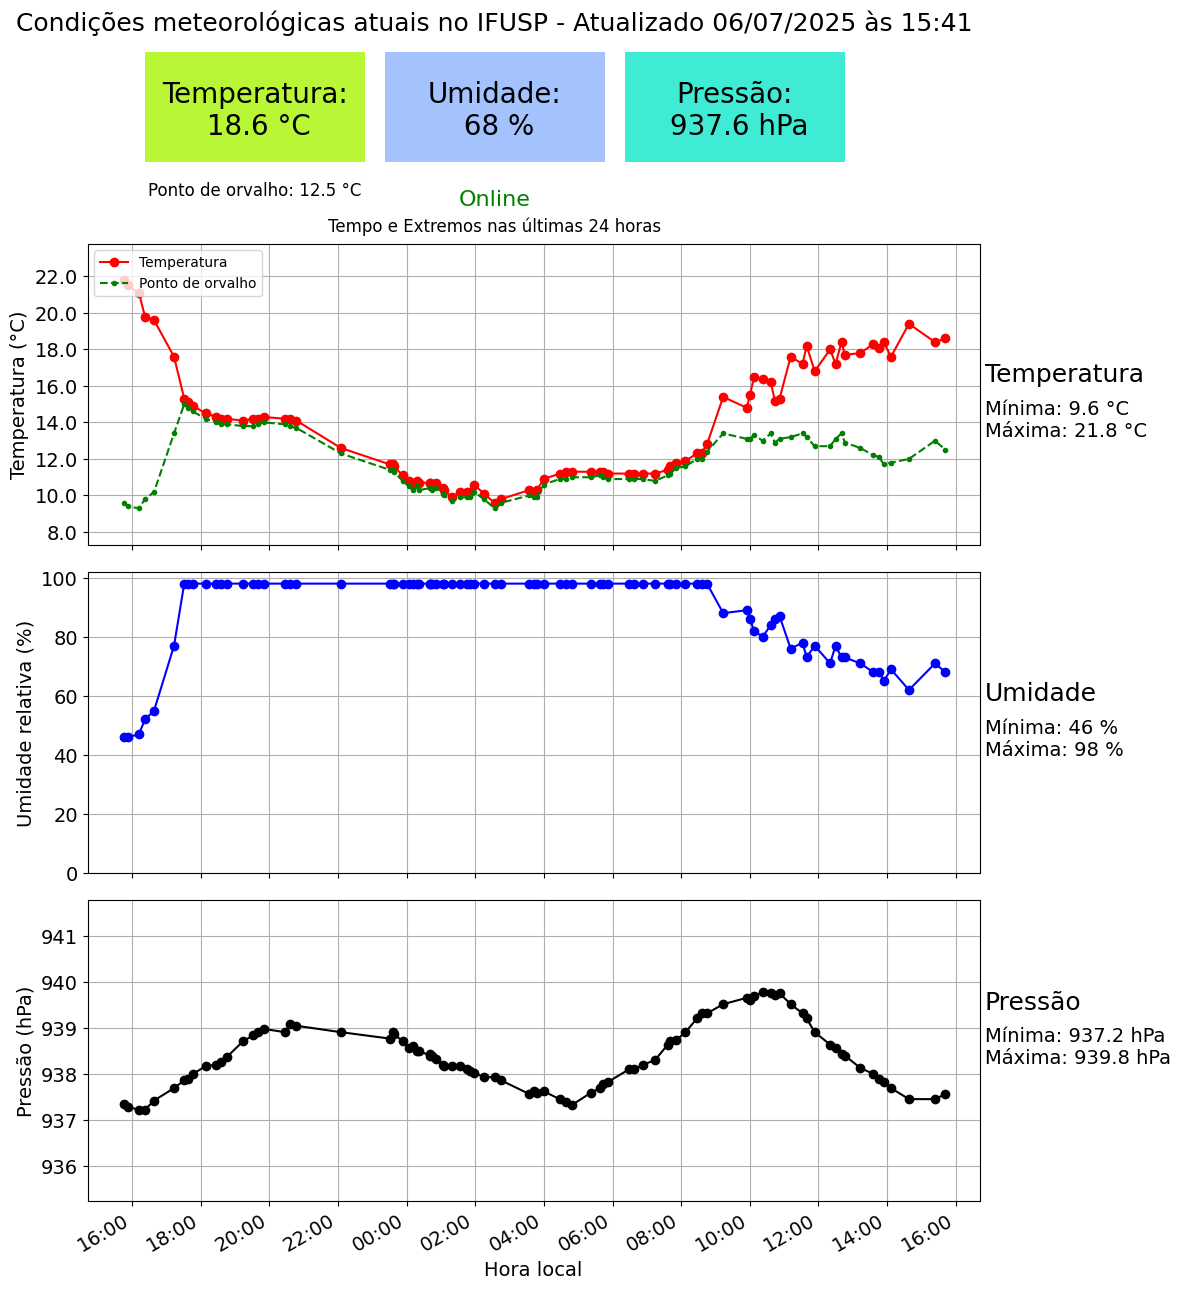 Condições meteorológicas atuais no IFUSP - Atualizado 06/07/2025 às 15:41
Temperatura:
18.6 °C
Umidade:
68 %
Pressão:
937.6 hPa
Ponto de orvalho: 12.5 °C
Online
Tempo e Extremos nas últimas 24 horas
Temperatura
Ponto de orvalho
Temperatura (°C)
22.0
20.0
18.0
16.0
14.0
12.0
10.0
8.0
Temperatura
Mínima: 9.6 °C
Máxima: 21.8 °C
Umidade relativa (%)
100
80
60
40
20
0
Umidade
Mínima: 46 %
Máxima: 98 %
Pressão (hPa)
941
940
939
938
937
936
Pressão
Mínima: 937.2 hPa
Máxima: 939.8 hPa
16:00
18:00
20:00
22:00
00:00
02:00
04:00
06:00
08:00
10:00
12:00
14:00
16:00
Hora local